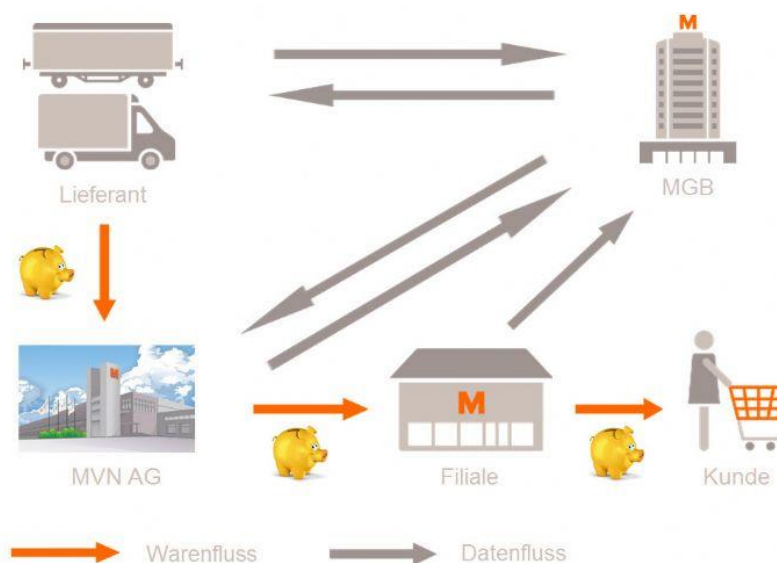 M
Lieferant
MGB
M
MVN AG
M
Filiale
Kunde
Warenfluss
Datenfluss